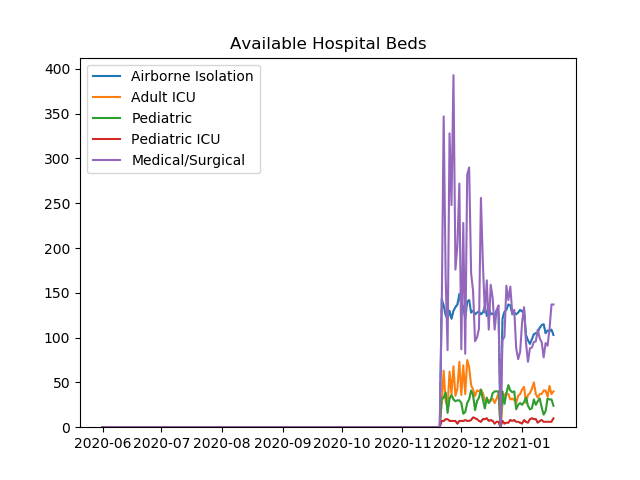 Available Hospital Beds
400
350
300
250
200
150
100
50
0
Airborne Isolation
Adult ICU
Pediatric
Pediatric ICU
Medical/Surgical
2020-06 2020-07 2020-08 2020-09 2020-10 2020-11 2020-12 2021-01